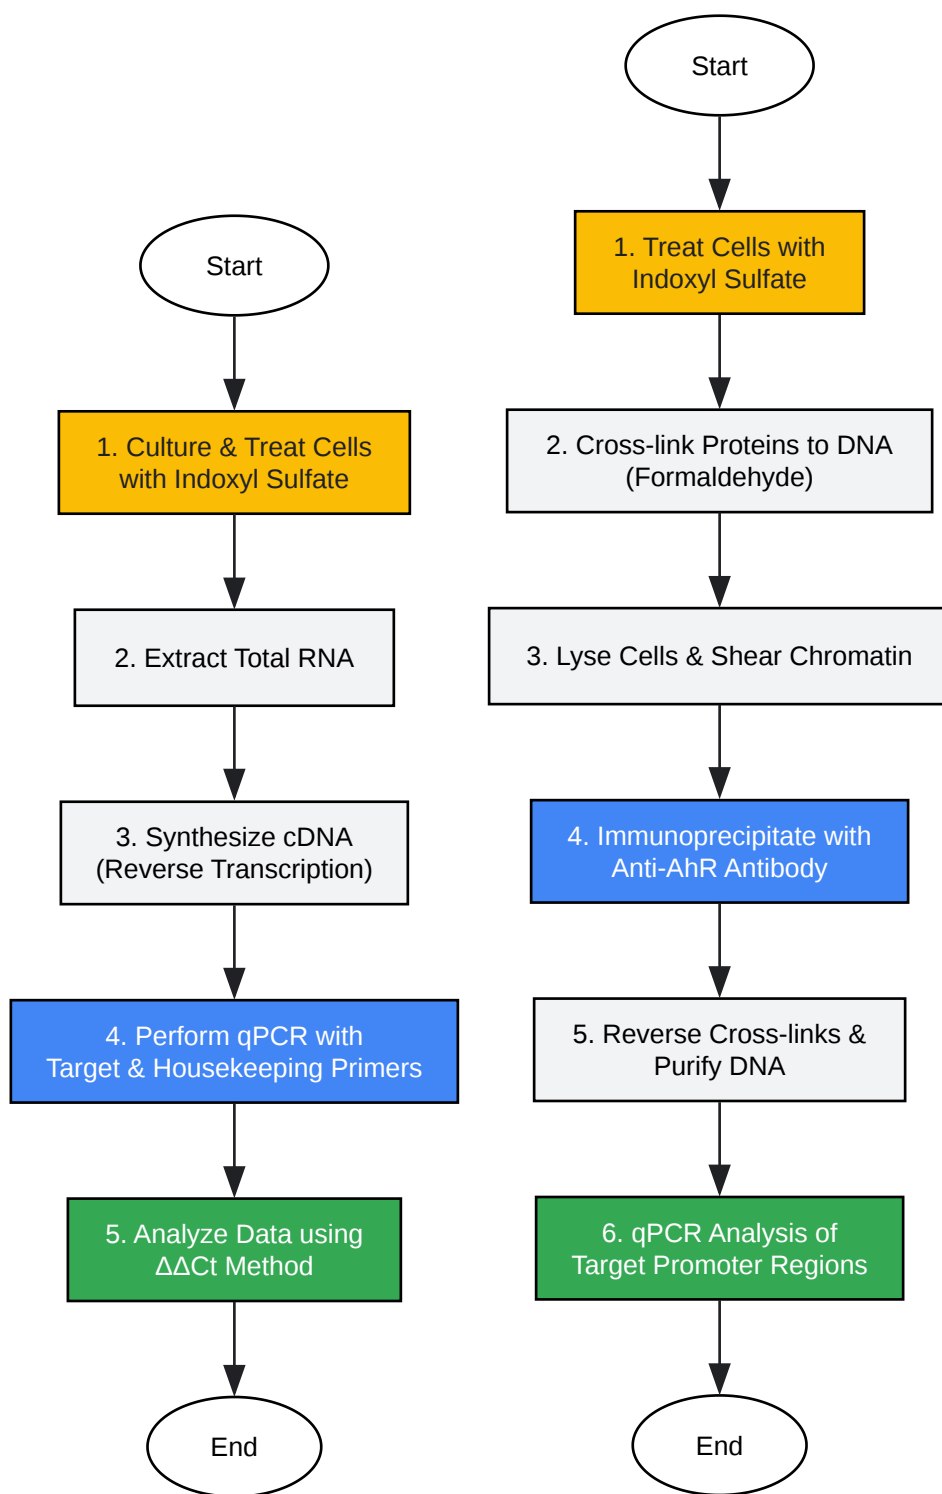 Start
1. Culture & Treat Cells
with Indoxyl Sulfate
2. Extract Total RNA
3. Synthesize cDNA
(Reverse Transcription)
4. Perform qPCR with
Target & Housekeeping Primers
5. Analyze Data using
ΔΔCt Method
End
Start
1. Treat Cells with
Indoxyl Sulfate
2. Cross-link Proteins to DNA
(Formaldehyde)
3. Lyse Cells & Shear Chromatin
4. Immunoprecipitate with
Anti-AhR Antibody
5. Reverse Cross-links &
Purify DNA
6. qPCR Analysis of
Target Promoter Regions
End